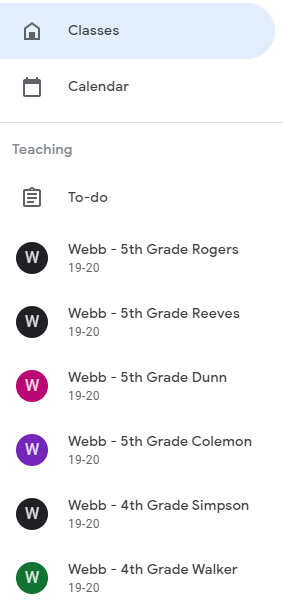 Classes
Calendar
Teaching
To-do
W Webb - 5th Grade Rogers
19-20
W Webb - 5th Grade Reeves
19-20
W Webb - 5th Grade Dunn
19-20
W Webb - 5th Grade Colemon
19-20
W Webb - 4th Grade Simpson
19-20
W Webb - 4th Grade Walker
19-20